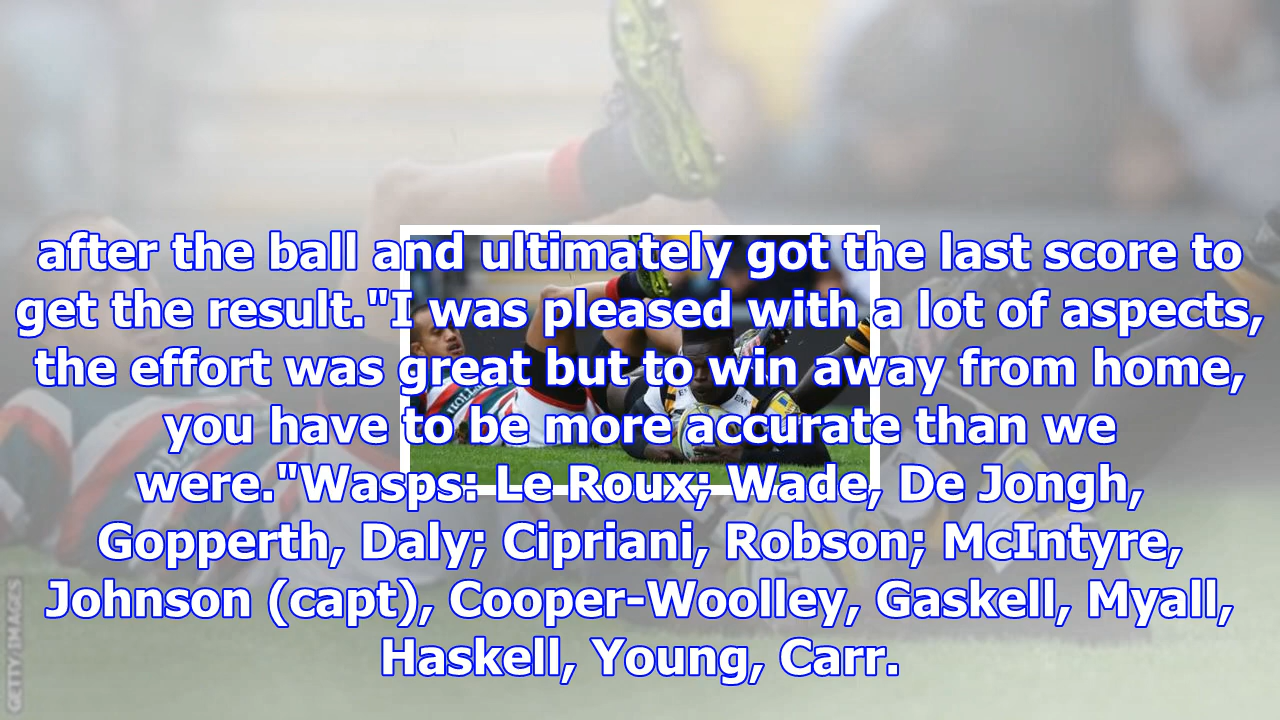 after the ball and ultimately got the last score to
get the result."I was pleased with a lot of aspects,
the effort was great but to win away from home,
you have to be more accurate than we
were."Wasps: Le Roux; Wade, De Jongh,
Gopperth, Daly; Cipriani, Robson; McIntyre,
Johnson (capt), Cooper-Woolley, Gaskell, Myall,
Haskell, Young, Carr.
GETTY IMAGES